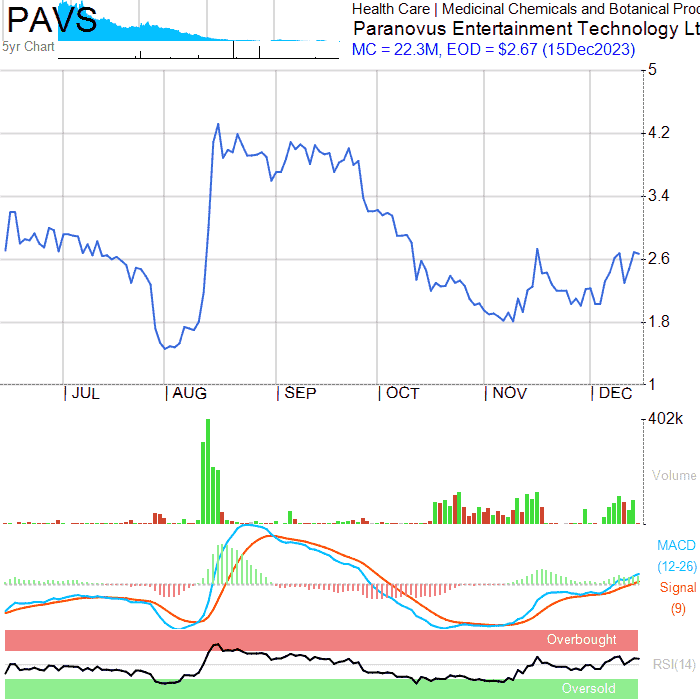 PAVS
5yr Chart
Health Care | Medicinal Chemicals and Botanical Prod
Paranovus Entertainment Technology Lt
MC = 22.3M, EOD = $2.67 (15Dec2023)
5
4.2
3.4
2.6
1.8
1
| JUL | AUG | SEP | OCT | NOV | DEC
402k
Volume
MACD
(12-26)
Signal
(9)
Overbought
RSI(14)
Oversold